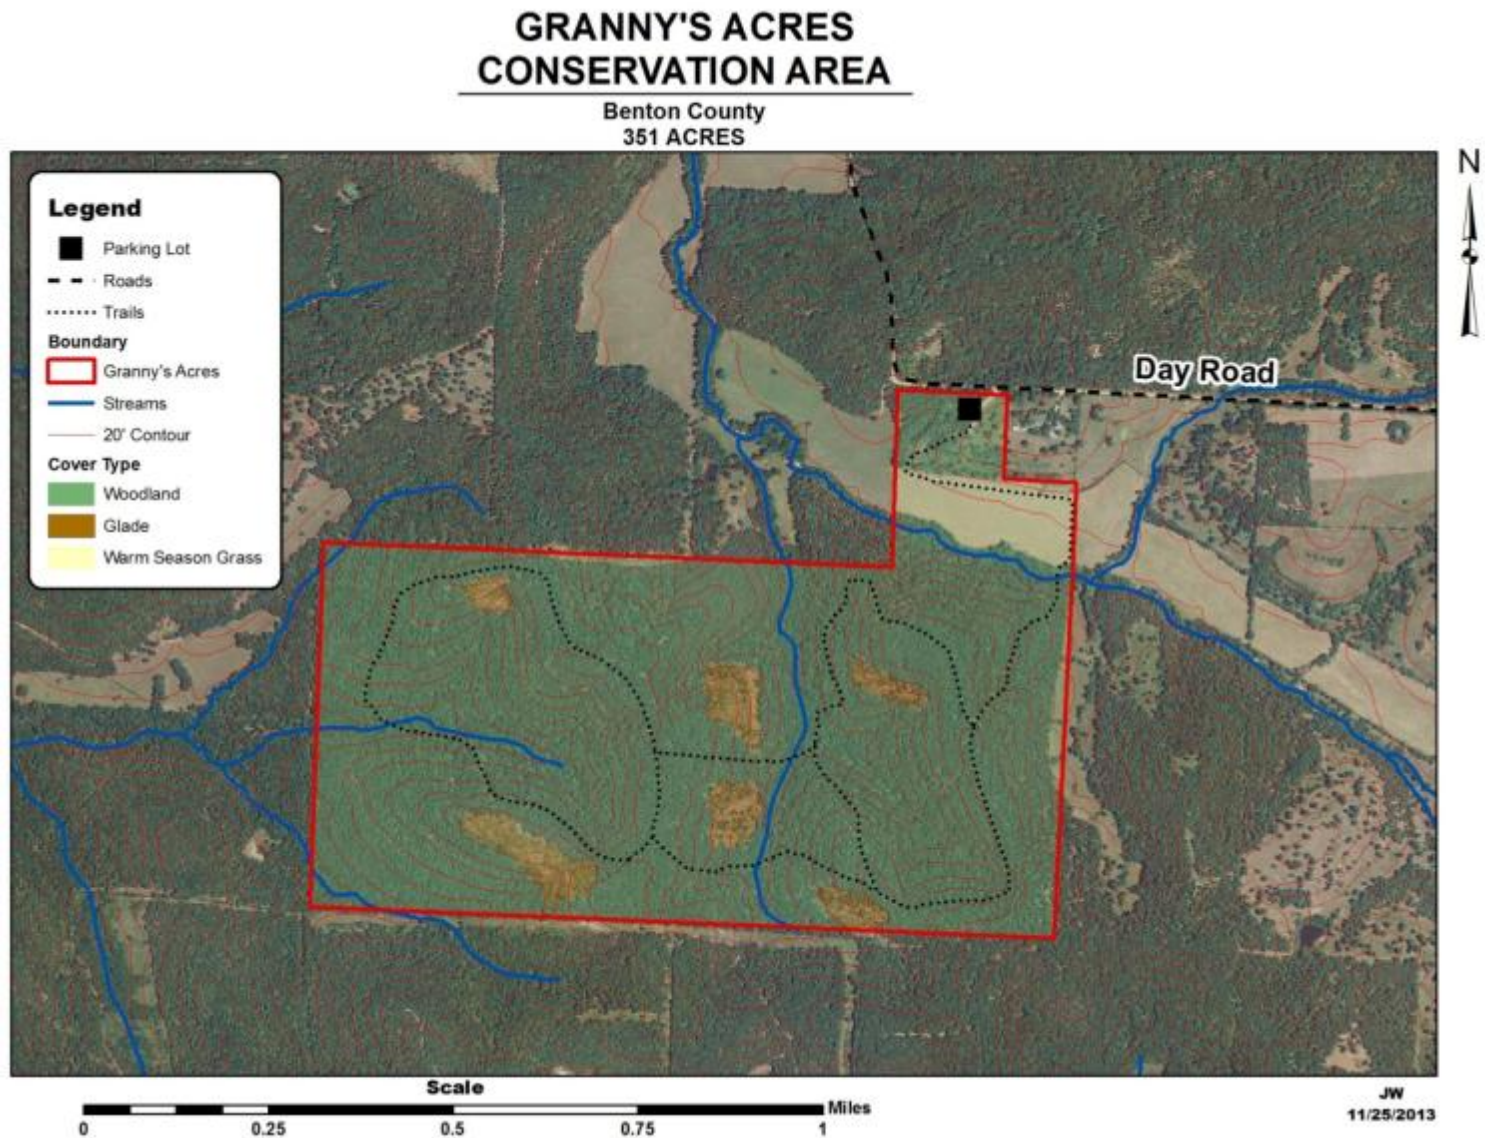 GRANNY'S ACRES
CONSERVATION AREA
Benton County
351 ACRES
N
Legend
Parking Lot
Roads
Trails
Boundary
Granny's Acres
Streams
20' Contour
Cover Type
Woodland
Glade
Warm Season Grass
Day Road
Scale
Miles
0 0.25 0.5 0.75 1
JW
11/25/2013